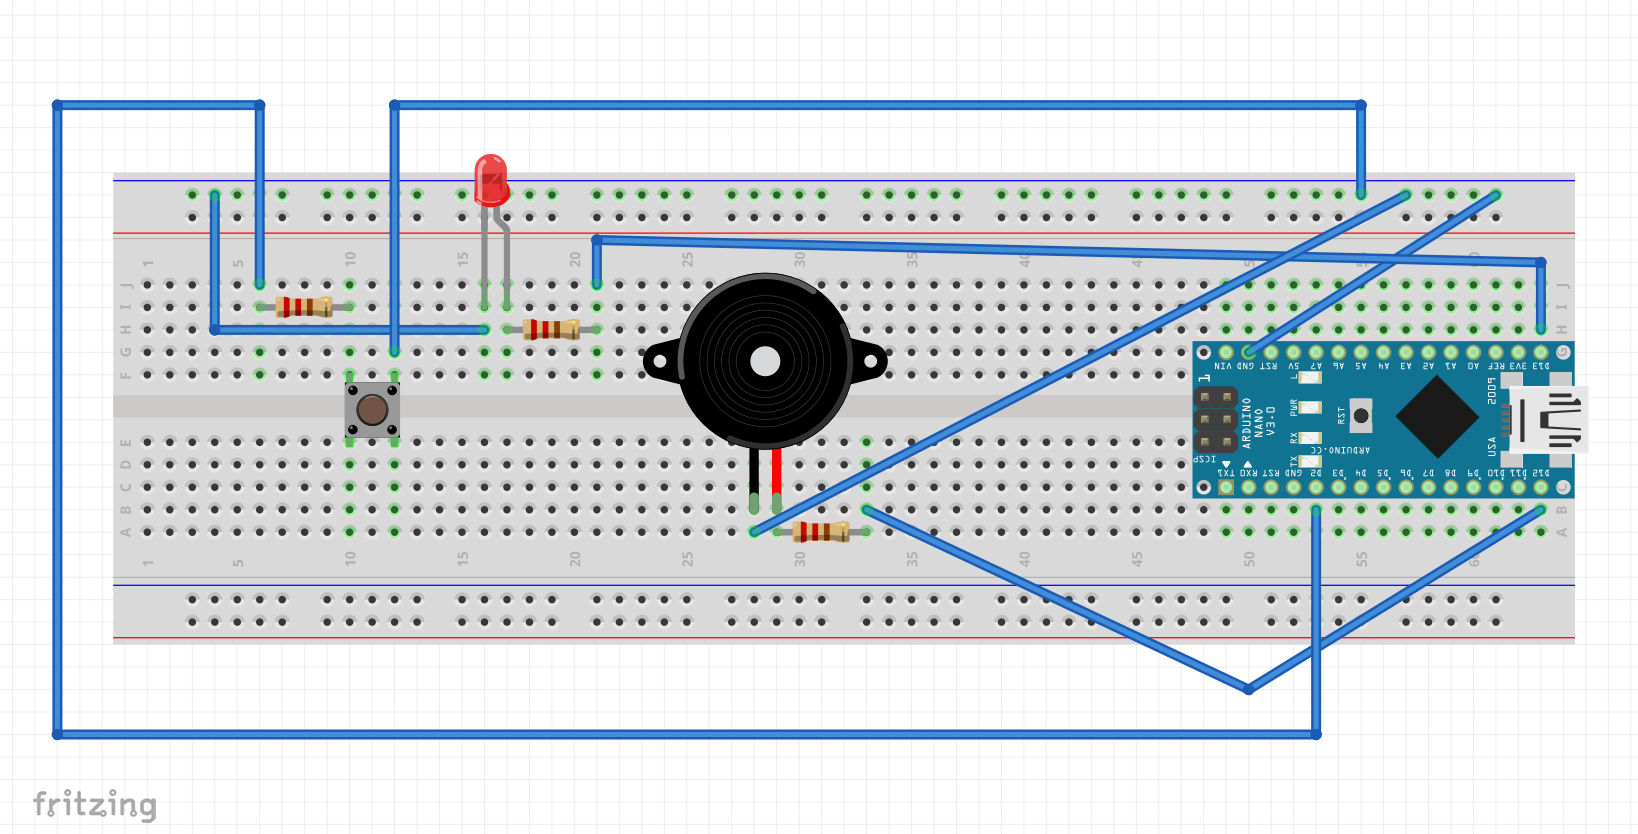 1 5 10 15 20 25 30 35 40 45 50 55 60
J J
I I
H H
G G
F
VIN GND RST 5V A7 A6 A5 A4 A3 A2 A1 A0 REF 3V3 D13
1
L
PWR
RX
TX
RST
ARDUINO
NANO
V3.0
ARDUINO.CC
2009
USA
ICSP
TX1 RX0 RST GND D2 D3 D4 D5 D6 D7 D8 D9 D10 D11 D12
E
D
C C
B B
A A
1 5 10 15 20 25 30 35 40 45 50 55 60
fritzing